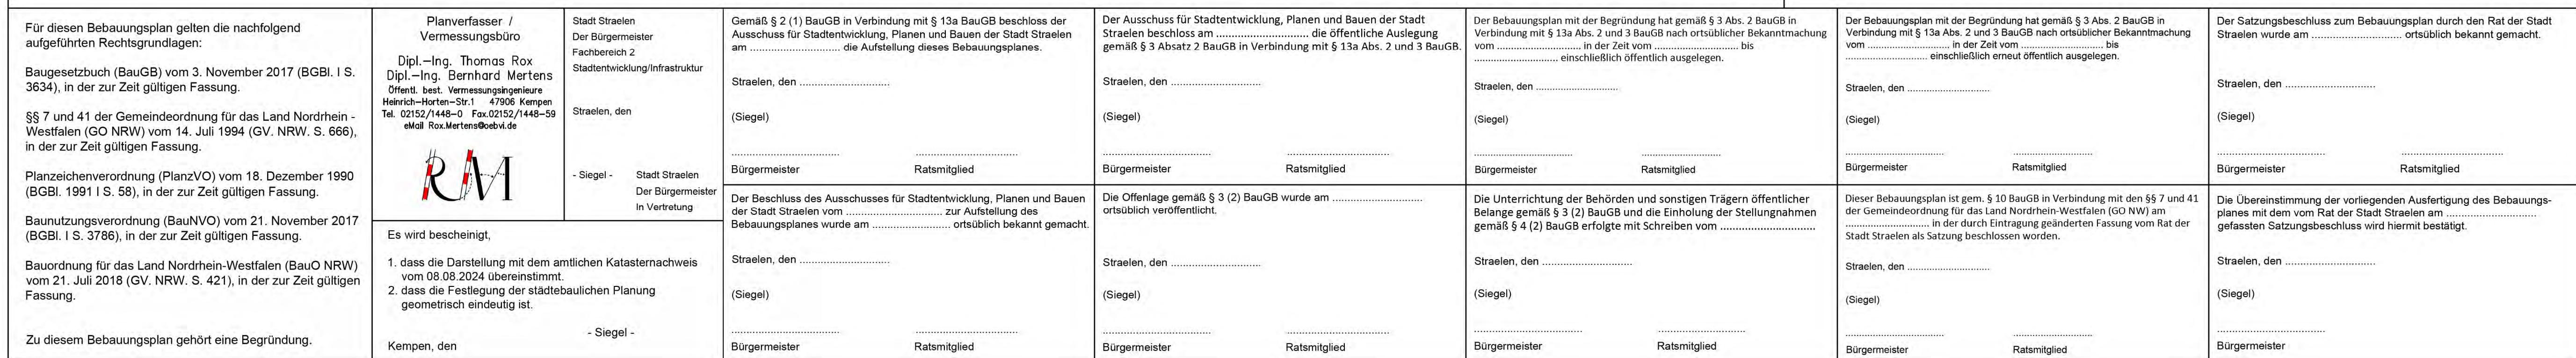 Für diesen Bebauungsplan gelten die nachfolgend
aufgeführten Rechtsgrundlagen:
Baugesetzbuch (BauGB) vom 3. November 2017 (BGBl. I S.
3634), in der zur Zeit gültigen Fassung.
§§ 7 und 41 der Gemeindeordnung für das Land Nordrhein -
Westfalen (GO NRW) vom 14. Juli 1994 (GV. NRW. S. 666),
in der zur Zeit gültigen Fassung.
Planzeichenverordnung (PlanzVO) vom 18. Dezember 1990
(BGBl. 1991 I S. 58), in der zur Zeit gültigen Fassung.
Baunutzungsverordnung (BauNVO) vom 21. November 2017
(BGBl. I S. 3786), in der zur Zeit gültigen Fassung.
Bauordnung für das Land Nordrhein-Westfalen (BauO NRW)
vom 21. Juli 2018 (GV. NRW. S. 421), in der zur Zeit gültigen
Fassung.
Zu diesem Bebauungsplan gehört eine Begründung.
Planverfasser /
Vermessungsbüro
Dipl.-Ing. Thomas Rox
Dipl.-Ing. Bernhard Mertens
Öffentl. best. Vermessungsingenieure
Heinrich-Horten-Str.1 47906 Kempen
Tel. 02152/1448-0 Fax.02152/1448-59
eMail Rox.Mertens@oebvi.de
RM
Stadt Straelen
Der Bürgermeister
Fachbereich 2
Stadtentwicklung/Infrastruktur
Straelen, den
- Siegel - Stadt Straelen
Der Bürgermeister
In Vertretung
Es wird bescheinigt,
1. dass die Darstellung mit dem amtlichen Katasternachweis
vom 08.08.2024 übereinstimmt.
2. dass die Festlegung der städtebaulichen Planung
geometrisch eindeutig ist.
- Siegel -
Kempen, den
Gemäß § 2 (1) BauGB in Verbindung mit § 13a BauGB beschloss der
Ausschuss für Stadtentwicklung, Planen und Bauen der Stadt Straelen
am ............................ die Aufstellung dieses Bebauungsplanes.
Straelen, den ............................
(Siegel)
Bürgermeister Ratsmitglied
Der Ausschuss für Stadtentwicklung, Planen und Bauen der Stadt
Straelen beschloss am ............................ die öffentliche Auslegung
gemäß § 3 Absatz 2 BauGB in Verbindung mit § 13a Abs. 2 und 3 BauGB.
Straelen, den ............................
(Siegel)
Bürgermeister Ratsmitglied
Der Bebauungsplan mit der Begründung hat gemäß § 3 Abs. 2 BauGB in
Verbindung mit § 13a Abs. 2 und 3 BauGB nach ortsüblicher Bekanntmachung
vom ............................ in der Zeit vom ............................ bis
............................ einschließlich öffentlich ausgelegen.
Straelen, den ............................
(Siegel)
Bürgermeister Ratsmitglied
Der Bebauungsplan mit der Begründung hat gemäß § 3 Abs. 2 BauGB in
Verbindung mit § 13a Abs. 2 und 3 BauGB nach ortsüblicher Bekanntmachung
vom ............................ in der Zeit vom ............................ bis
............................ einschließlich erneut öffentlich ausgelegen.
Straelen, den ............................
(Siegel)
Bürgermeister Ratsmitglied
Der Satzungsbeschluss zum Bebauungsplan durch den Rat der Stadt
Straelen wurde am ............................ ortsüblich bekannt gemacht.
Straelen, den ............................
(Siegel)
Bürgermeister Ratsmitglied
Der Beschluss des Ausschusses für Stadtentwicklung, Planen und Bauen
der Stadt Straelen vom ............................ zur Aufstellung des
Bebauungsplanes wurde am ............................ ortsüblich bekannt gemacht.
Straelen, den ............................
(Siegel)
Bürgermeister Ratsmitglied
Die Offenlage gemäß § 3 (2) BauGB wurde am ............................
ortsüblich veröffentlicht.
Straelen, den ............................
(Siegel)
Bürgermeister Ratsmitglied
Die Unterrichtung der Behörden und sonstigen Trägern öffentlicher
Belange gemäß § 3 (2) BauGB und die Einholung der Stellungnahmen
gemäß § 4 (2) BauGB erfolgte mit Schreiben vom ............................
Straelen, den ............................
(Siegel)
Bürgermeister Ratsmitglied
Dieser Bebauungsplan ist gem. § 10 BauGB in Verbindung mit den §§ 7 und 41
der Gemeindeordnung für das Land Nordrhein-Westfalen (GO NW) am
............................ in der durch Eintragung geänderten Fassung vom Rat der
Stadt Straelen als Satzung beschlossen worden.
Straelen, den ............................
(Siegel)
Bürgermeister Ratsmitglied
Die Übereinstimmung der vorliegenden Ausfertigung des Bebauungs-
planes mit dem vom Rat der Stadt Straelen am ............................
gefassten Satzungsbeschluss wird hiermit bestätigt.
Straelen, den ............................
(Siegel)
Bürgermeister